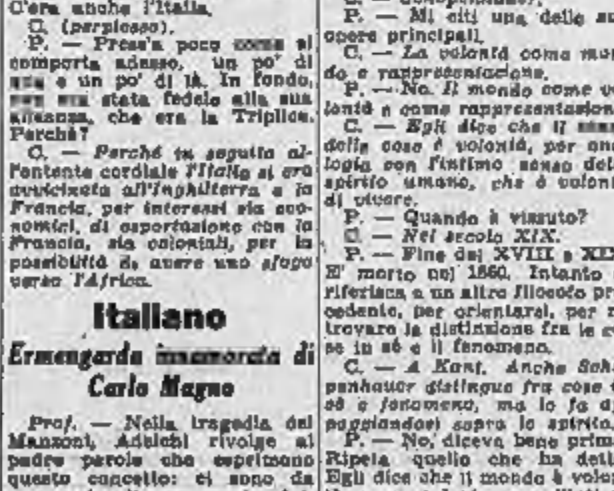 C'era anche l'Italia.
C. (perplesso).
P. — Press'a poco si
comporta adesso, un po' di
e un po' di là. In fondo,
stata fedele alla sua
alleanza, che era la Triplice.
Perché?
C. — Perché in seguito al-
l'entente cordiale l'Italia si era
avvicinata all'Inghilterra e la
Francia, per interessi sia eco-
nomici, di esportazione con la
Francia, sia coloniali, per la
possibilità di avere uno sfogo
verso l'Africa.
Italiano
Ermengarda di
Carlo Magno
Prof. — Nella tragedia del
Manzoni, Adelchi rivolge al
padre parole che esprimono
questo concetto: ci sono da
P. — Mi citi una delle
opere principali.
C. — La volontà come mon-
do e rappresentazione.
P. — No. Il mondo come vo-
lontà e come rappresentazione.
C. — Egli dice che il
delle cose è volontà, per ana-
logia con l'intimo senso del
spirito umano, che è volon
di vivere.
P. — Quando è vissuto?
C. — Nel secolo XIX.
P. — Fine del XVIII e XIX
E' morto nel 1860. Intanto
riferisca a un altro filosofo pre
cedente, per orientarsi, per
trovare la distinzione fra le co
se in sé e il fenomeno.
C. — A Kant. Anche Scho
penhauer distingue fra cose
sé e fenomeno, ma lo fa
poggiandosi sopra lo spirito.
P. — No, diceva bene prima
Ripeta quello che ha detto
Egli dice che il mondo è volon